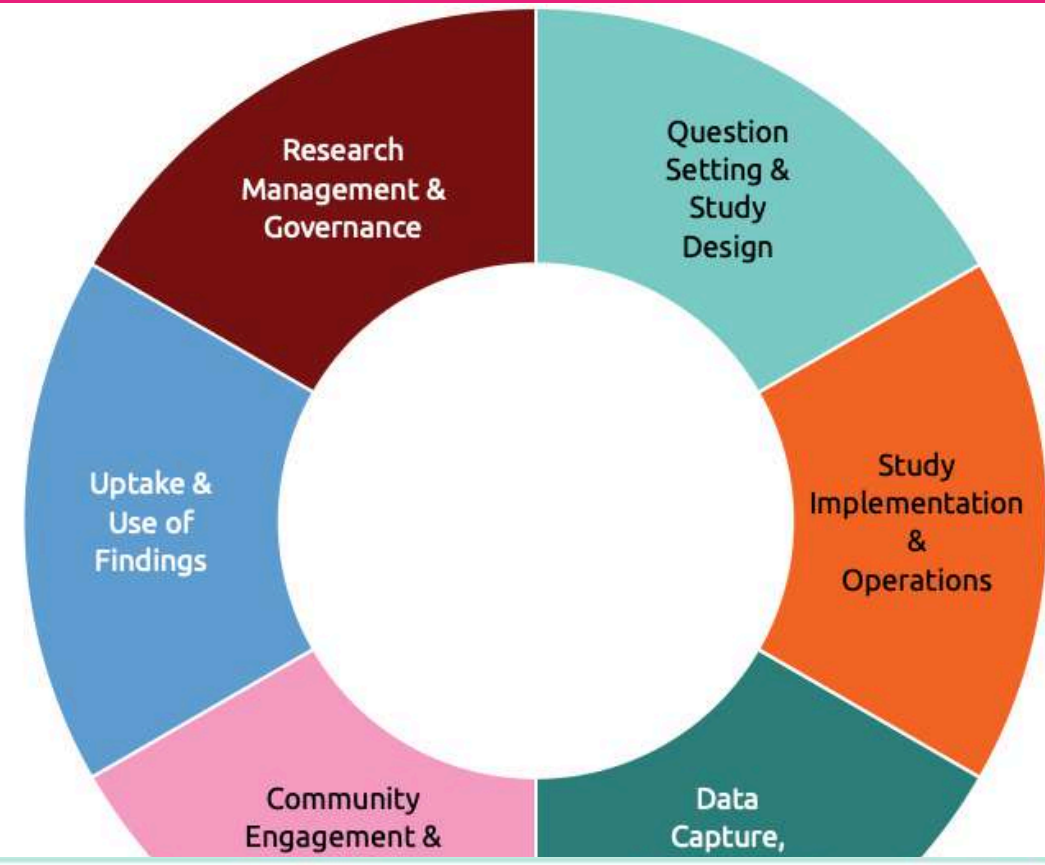 Research
Management &
Governance
Question
Setting &
Study
Design
Study
Implementation
&
Operations
Data
Capture,
Community
Engagement &
Uptake &
Use of
Findings